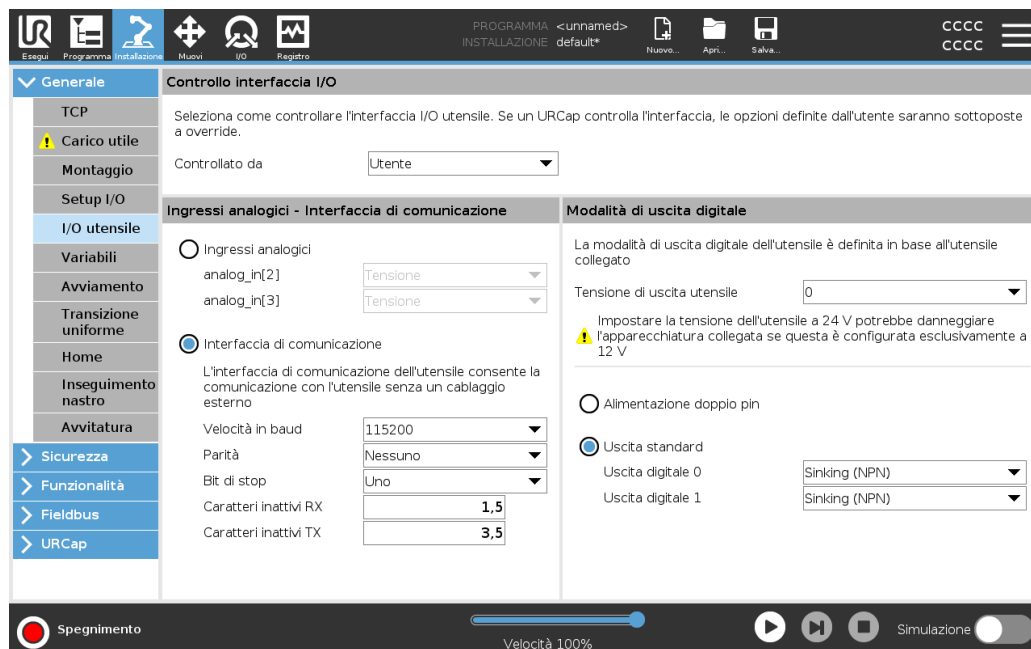 UR
PROGRAMMA <unnamed>
INSTALLAZIONE default*
CCCC
CCCC
Esegui
Programma
Installazione
Muovi
I/O
Registro
Nuovo...
Apri...
Salva...
Generale
TCP
Carico utile
Montaggio
Setup I/O
I/O utensile
Variabili
Avviamento
Transizione
uniforme
Home
Inseguimento
nastro
Avvitatura
Sicurezza
Funzionalità
Fieldbus
URCap
Controllo interfaccia I/O
Seleziona come controllare l'interfaccia I/O utensile. Se un URCap controlla l'interfaccia, le opzioni definite dall'utente saranno sottoposte
a override.
Controllato da
Utente
Ingressi analogici - Interfaccia di comunicazione
Ingressi analogici
analog_in[2]
Tensione
analog_in[3]
Tensione
Interfaccia di comunicazione
L'interfaccia di comunicazione dell'utensile consente la
comunicazione con l'utensile senza un cablaggio
esterno
Velocità in baud
115200
Parità
Nessuno
Bit di stop
Uno
Caratteri inattivi RX
1,5
Caratteri inattivi TX
3,5
Modalità di uscita digitale
La modalità di uscita digitale dell'utensile è definita in base all'utensile
collegato
Tensione di uscita utensile
0
Impostare la tensione dell'utensile a 24 V potrebbe danneggiare
l'apparecchiatura collegata se questa è configurata esclusivamente a
12 V
Alimentazione doppio pin
Uscita standard
Uscita digitale 0
Sinking (NPN)
Uscita digitale 1
Sinking (NPN)
Spegnimento
Velocità 100%
Simulazione